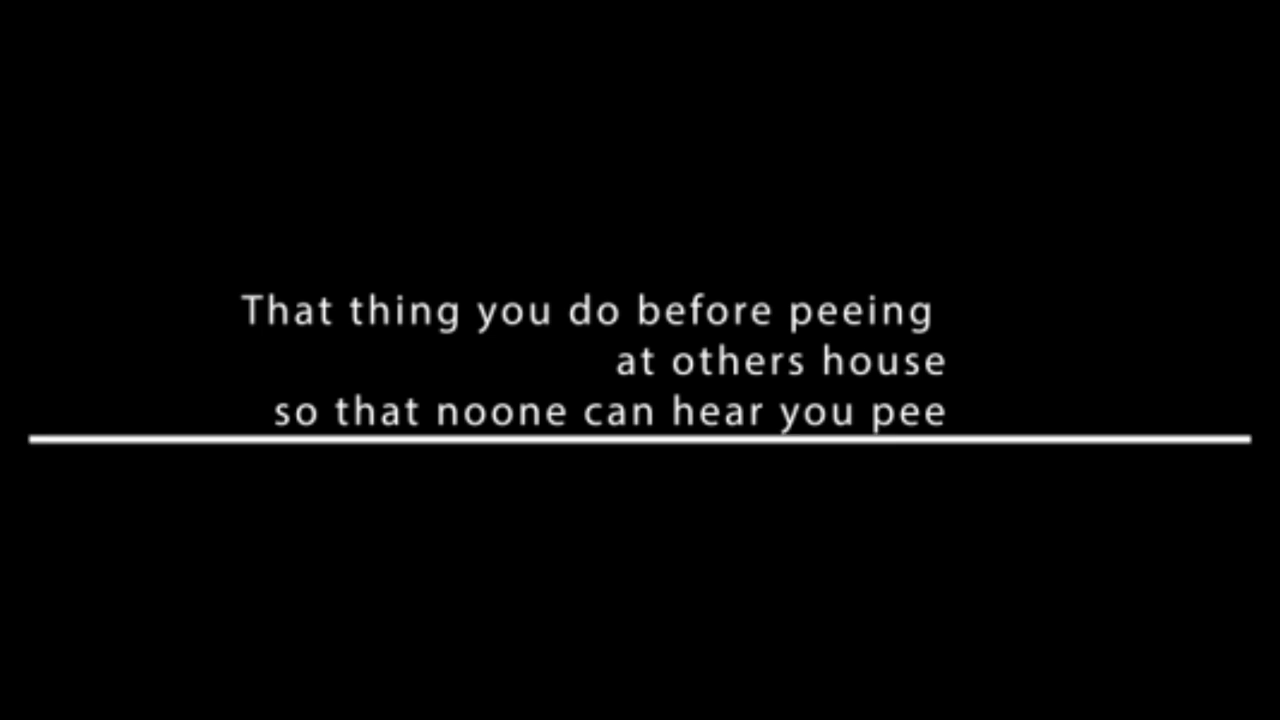 That thing you do before peeing
at others house
so that noone can hear you pee